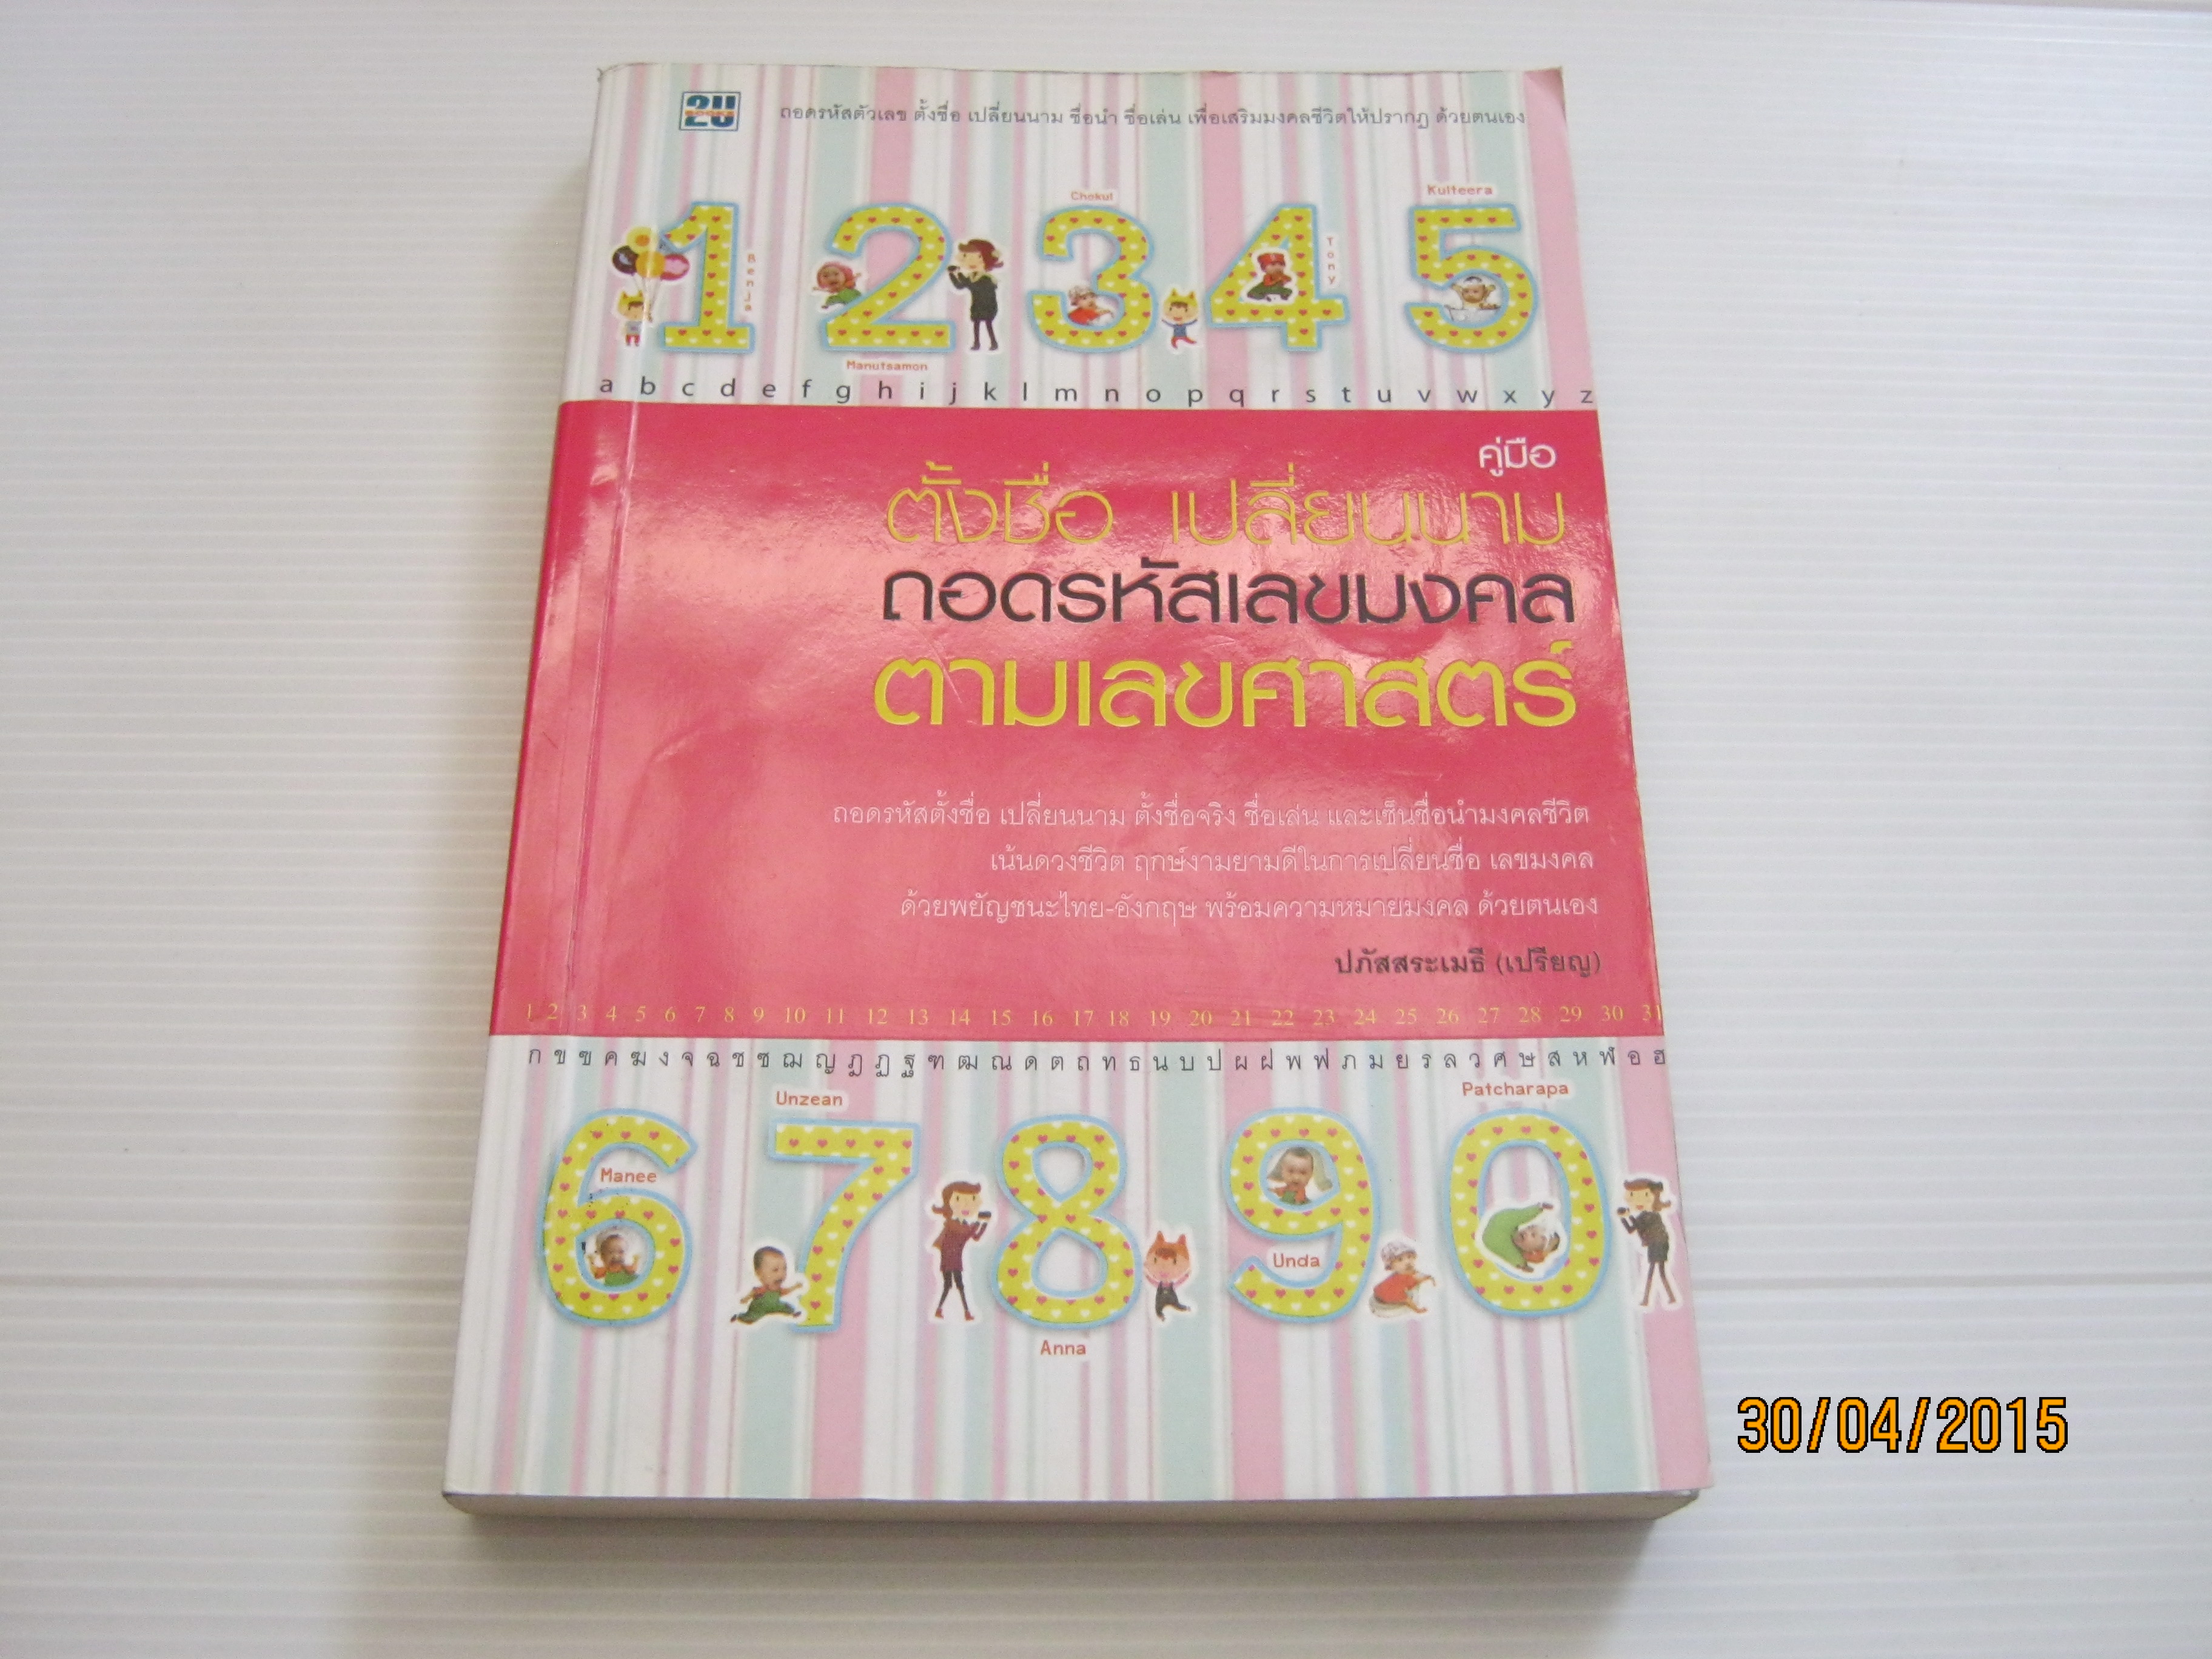 2U
BOOKS
ถอดรหัสตัวเลข ตั้งชื่อ เปลี่ยนนาม ชื่อนำ ชื่อเล่น เพื่อเสริมมงคลชีวิตให้ปรากฏ ด้วยตนเอง
Chokul
Kulteera
1 2 3 4 5
Benja
Tony
Manutsamon
a b c d e f g h i j k l m n o p q r s t u v w x y z
คู่มือ
ตั้งชื่อ เปลี่ยนนาม
ถอดรหัสเลขมงคล
ตามเลขศาสตร์
ถอดรหัสตั้งชื่อ เปลี่ยนนาม ตั้งชื่อจริง ชื่อเล่น และเซ็นชื่อนำมงคลชีวิต
เน้นดวงชีวิต ฤกษ์งามยามดีในการเปลี่ยนชื่อ เลขมงคล
ด้วยพยัญชนะไทย-อังกฤษ พร้อมความหมายมงคล ด้วยตนเอง
ปภัสสระเมธี (เปรียญ)
1 2 3 4 5 6 7 8 9 10 11 12 13 14 15 16 17 18 19 20 21 22 23 24 25 26 27 28 29 30 31
ก ข ฃ ค ฆ ง จ ฉ ช ซ ฌ ญ ฎ ฏ ฐ ฑ ฒ ณ ด ต ถ ท ธ น บ ป ผ ฝ พ ฟ ภ ม ย ร ล ว ศ ษ ส ห ฬ อ ฮ
Unzean
Patcharapa
6 7 8 9 0
Manee
Unda
Anna
30/04/2015